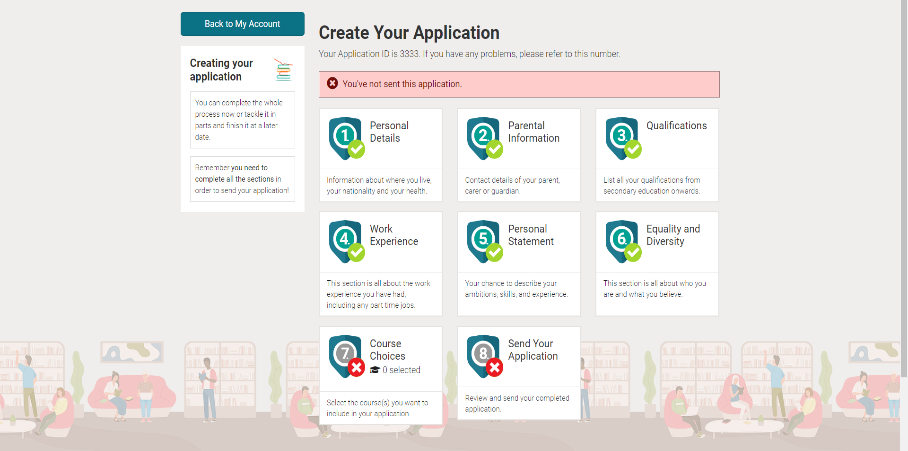 Back to My Account
Creating your
application
You can complete the whole
process now or tackle it in
parts and finish it at a later
date.
Remember you need to
complete all the sections in
order to send your application!
Create Your Application
Your Application ID is 3333. If you have any problems, please refer to this number.
You've not sent this application.
1
Personal
Details
Information about where you live,
your nationality and your health.
2
Parental
Information
Contact details of your parent,
carer or guardian.
3
Qualifications
List all your qualifications from
secondary education onwards.
4
Work
Experience
This section is all about the work
experience you have had,
including any part time jobs.
5
Personal
Statement
Your chance to describe your
ambitions, skills, and experience.
6
Equality and
Diversity
This section is all about who you
are and what you believe.
7
Course
Choices
0 selected
Select the course(s) you want to
include in your application.
8
Send Your
Application
Review and send your completed
application.